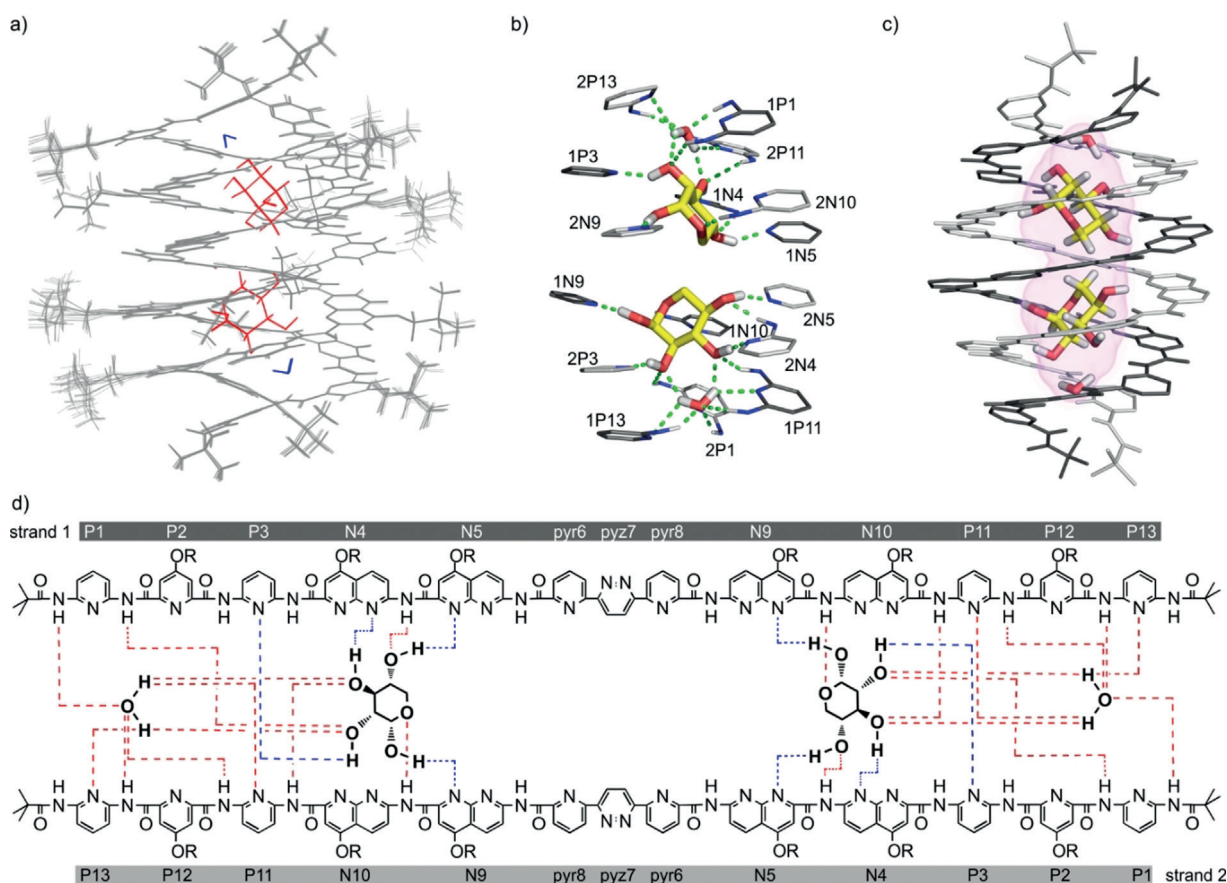 a)
b)
c)
2P13
1P1
2P11
1P3
1N4
2N10
2N9
1N5
1N9
2N5
1N10
2P3
2N4
1P13
1P11
2P1
d)
strand 1 P1 P2 P3 N4 N5 pyr6 pyz7 pyr8 N9 N10 P11 P12 P13
OR OR OR OR OR OR
OR OR OR OR OR OR
P13 P12 P11 N10 N9 pyr8 pyz7 pyr6 N5 N4 P3 P2 P1 strand 2